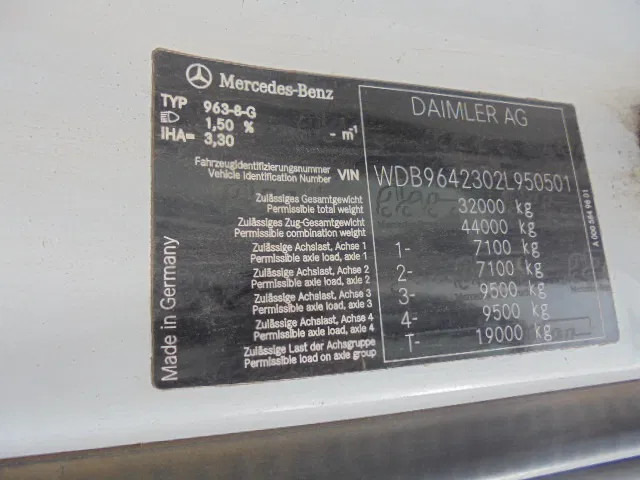 Mercedes-Benz
DAIMLER AG
TYP 963-8-G
1,50 %
IHA= 3,30 - m⁻¹
Fahrzeugidentifizierungsnummer
Vehicle Identification Number VIN WDB9642302L950501
Zulässiges Gesamtgewicht
Permissible total weight 32000 kg
Zulässiges Zug-Gesamtgewicht
Permissible combination weight 44000 kg
Zulässige Achslast, Achse 1
Permissible axle load, axle 1 1- 7100 kg
Zulässige Achslast, Achse 2
Permissible axle load, axle 2 2- 7100 kg
Zulässige Achslast, Achse 3
Permissible axle load, axle 3 3- 9500 kg
Zulässige Achslast, Achse 4
Permissible axle load, axle 4 4- 9500 kg
Zulässige Last der Achsgruppe
Permissible load on axle group T- 19000 kg
Made in Germany